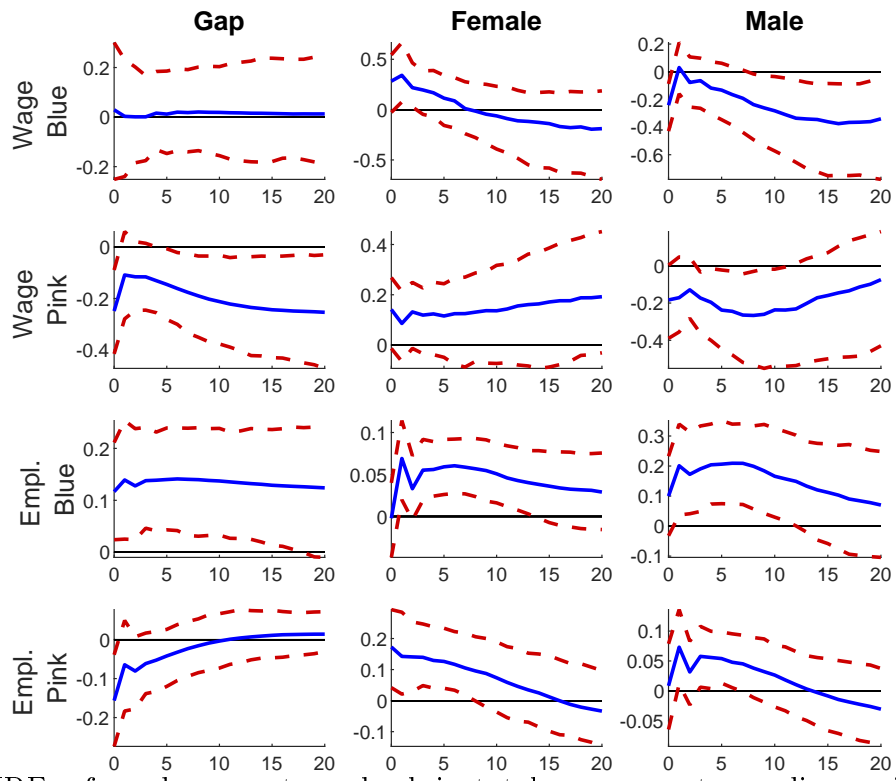 Gap Female Male
Wage Blue
0.2 0 -0.2
0 5 10 15 20
0.5 0 -0.5
0 5 10 15 20
0.2 0 -0.2 -0.4 -0.6
0 5 10 15 20
Wage Pink
0 -0.2 -0.4
0 5 10 15 20
0.4 0.2 0
0 5 10 15 20
0 -0.2 -0.4
0 5 10 15 20
Empl. Blue
0.2 0.1 0
0 5 10 15 20
0.1 0.05 0
0 5 10 15 20
0.3 0.2 0.1 0 -0.1
0 5 10 15 20
Empl. Pink
0 -0.1 -0.2
0 5 10 15 20
0.2 0.1 0 -0.1
0 5 10 15 20
0.1 0.05 0 -0.05
0 5 10 15 20